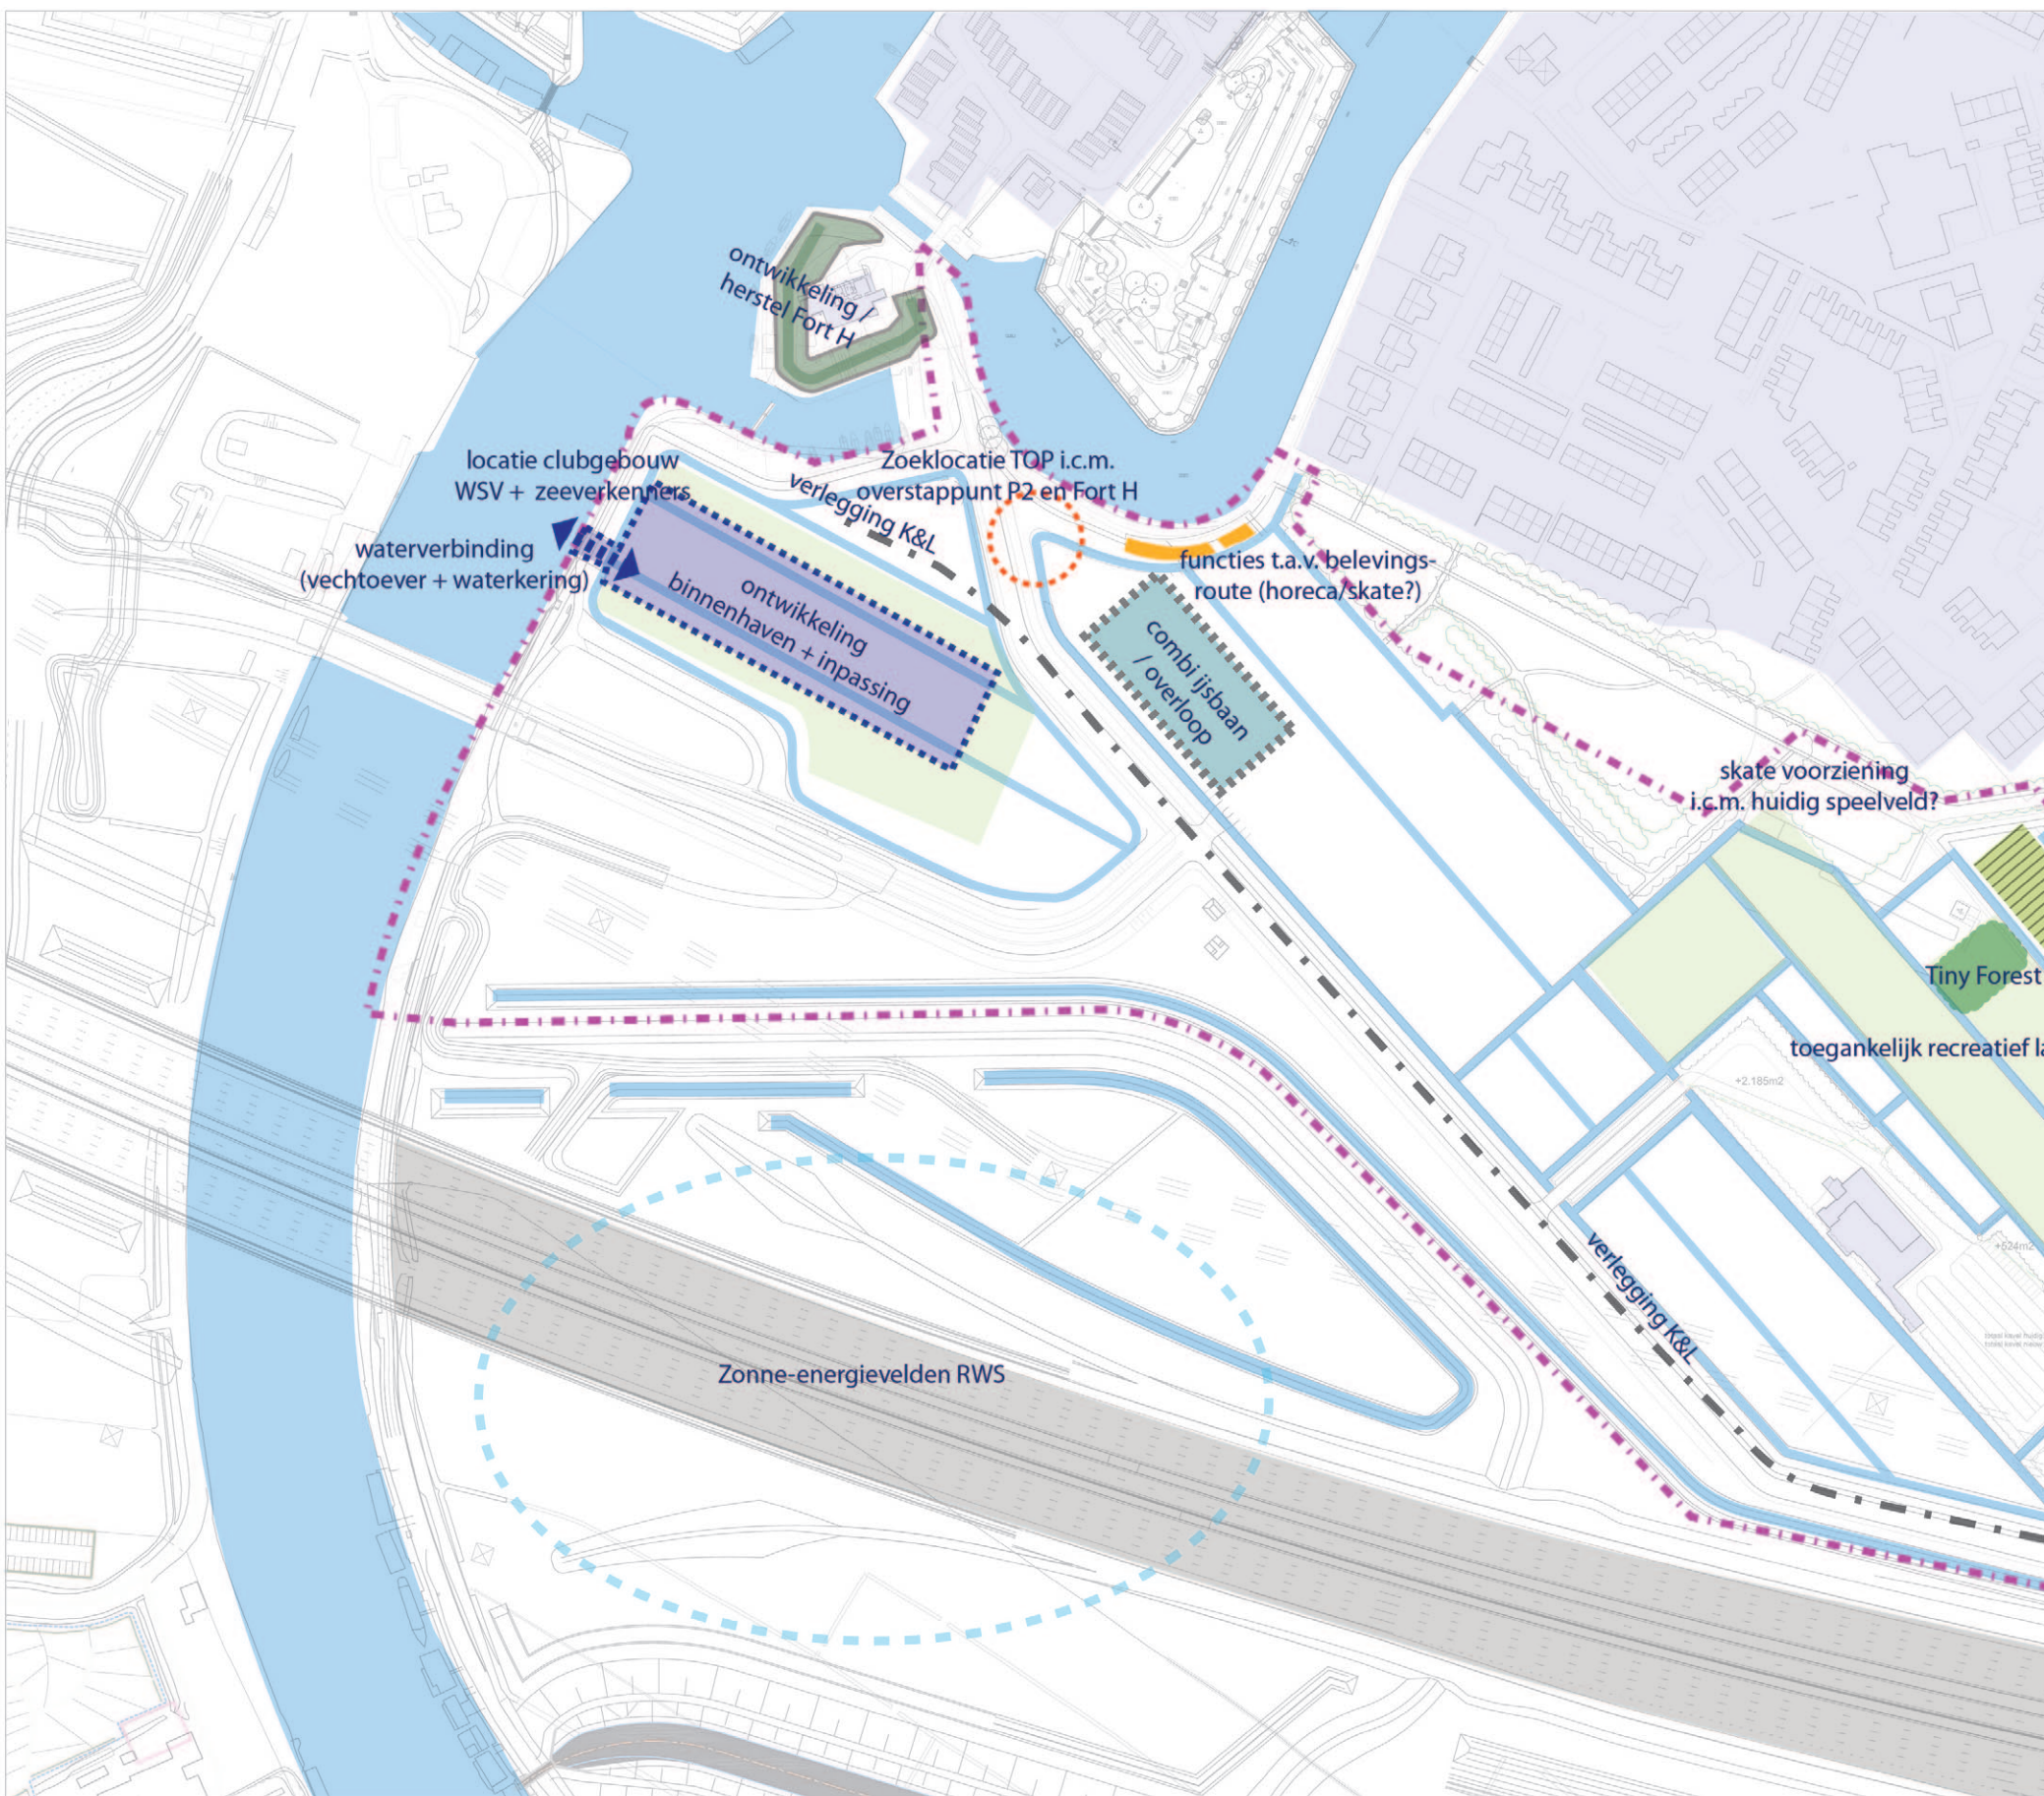 ontwikkeling /
herstel Fort H
locatie clubgebouw
WSV + zeeverkenners
Zoeklocatie TOP i.c.m.
overstappunt P2 en Fort H
verlegging K&L
waterverbinding
(vechtoever + waterkering)
functies t.a.v. belevings-
route (horeca/skate?)
ontwikkeling
binnenhaven + inpassing
combi ijsbaan
/ overloop
skate voorziening
i.c.m. huidig speelveld?
Tiny Forest
toegankelijk recreatief la
+2.185m2
+524m2
verlegging K&L
Zonne-energievelden RWS